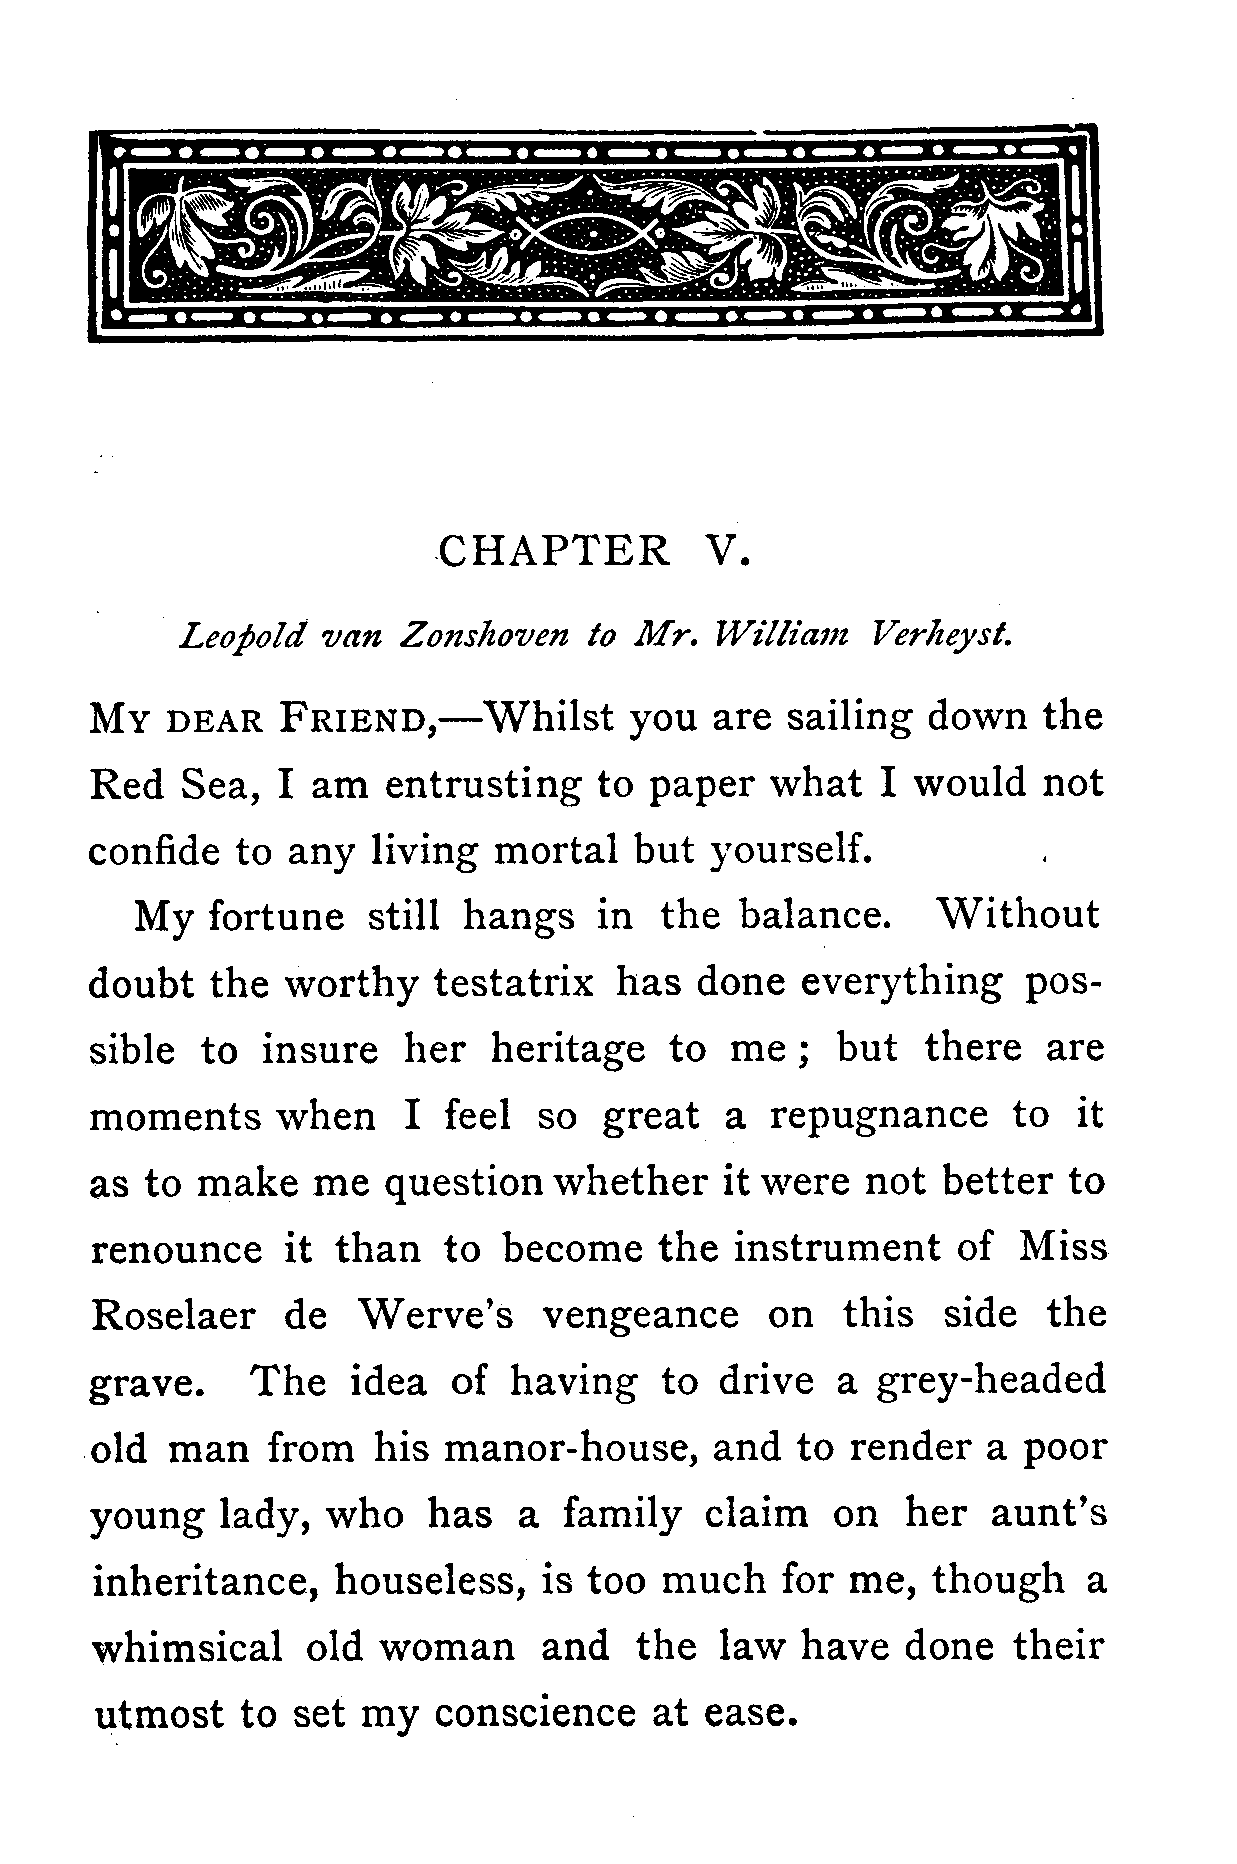 CHAPTER V.
Leopold van Zonshoven to Mr. William Verheyst.
MY DEAR FRIEND,—Whilst you are sailing down the
Red Sea, I am entrusting to paper what I would not
confide to any living mortal but yourself.
My fortune still hangs in the balance. Without
doubt the worthy testatrix has done everything pos-
sible to insure her heritage to me ; but there are
moments when I feel so great a repugnance to it
as to make me question whether it were not better to
renounce it than to become the instrument of Miss
Roselaer de Werve's vengeance on this side the
grave. The idea of having to drive a grey-headed
old man from his manor-house, and to render a poor
young lady, who has a family claim on her aunt's
inheritance, houseless, is too much for me, though a
whimsical old woman and the law have done their
utmost to set my conscience at ease.